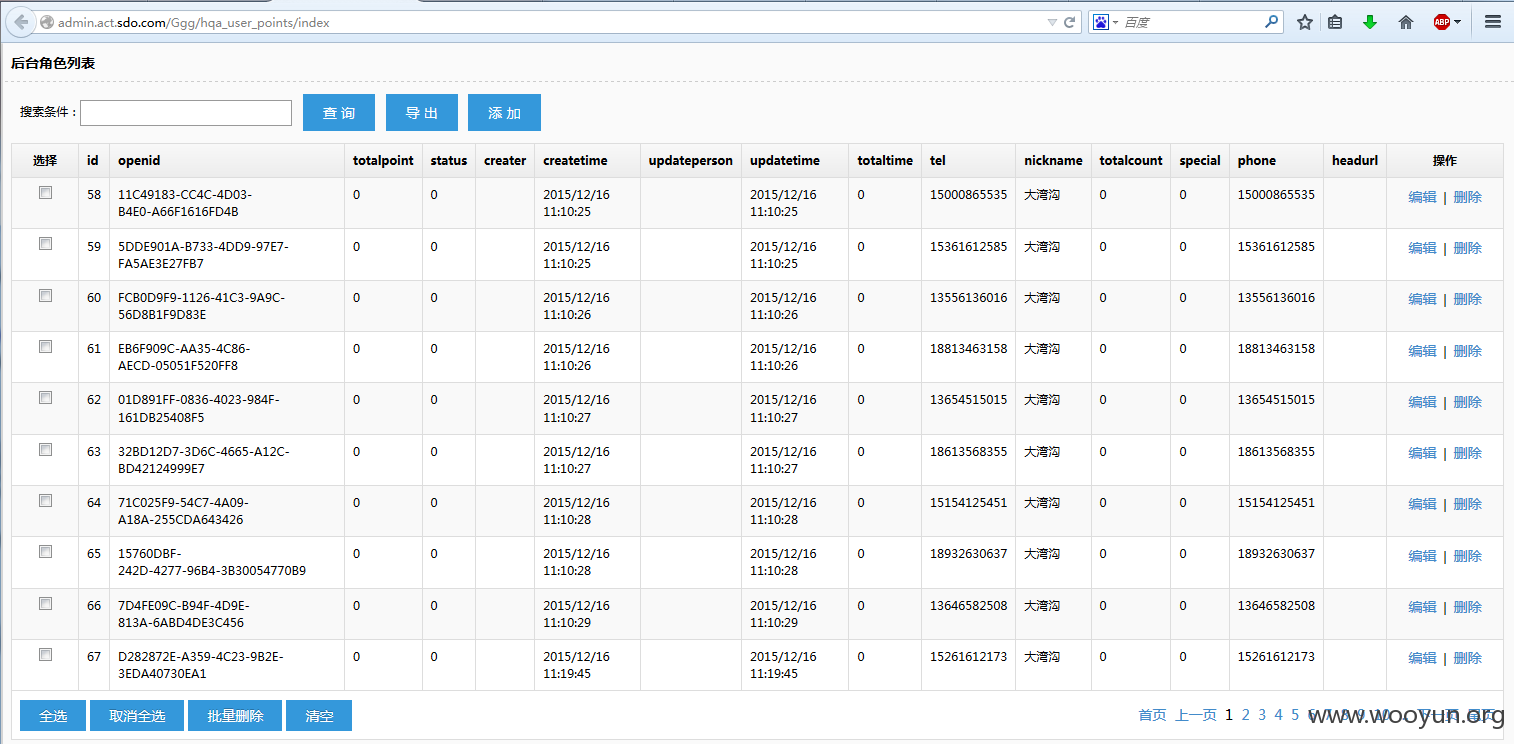 admin.act.sdo.com/Ggg/hqa_user_points/index
百度
ABP
后台角色列表
搜索条件：
查 询
导 出
添 加
选择 id openid totalpoint status creater createtime updateperson updatetime totaltime tel nickname totalcount special phone headurl 操作
58 11C49183-CC4C-4D03- 0 0 2015/12/16 2015/12/16 0 15000865535 大湾沟 0 0 15000865535 编辑 | 删除
B4E0-A66F1616FD4B 11:10:25 11:10:25
59 5DDE901A-B733-4DD9-97E7- 0 0 2015/12/16 2015/12/16 0 15361612585 大湾沟 0 0 15361612585 编辑 | 删除
FA5AE3E27FB7 11:10:25 11:10:25
60 FCB0D9F9-1126-41C3-9A9C- 0 0 2015/12/16 2015/12/16 0 13556136016 大湾沟 0 0 13556136016 编辑 | 删除
56D8B1F9D83E 11:10:26 11:10:26
61 EB6F909C-AA35-4C86- 0 0 2015/12/16 2015/12/16 0 18813463158 大湾沟 0 0 18813463158 编辑 | 删除
AECD-05051F520FF8 11:10:26 11:10:26
62 01D891FF-0836-4023-984F- 0 0 2015/12/16 2015/12/16 0 13654515015 大湾沟 0 0 13654515015 编辑 | 删除
161DB25408F5 11:10:27 11:10:27
63 32BD12D7-3D6C-4665-A12C- 0 0 2015/12/16 2015/12/16 0 18613568355 大湾沟 0 0 18613568355 编辑 | 删除
BD42124999E7 11:10:27 11:10:27
64 71C025F9-54C7-4A09- 0 0 2015/12/16 2015/12/16 0 15154125451 大湾沟 0 0 15154125451 编辑 | 删除
A18A-255CDA643426 11:10:28 11:10:28
65 15760DBF- 0 0 2015/12/16 2015/12/16 0 18932630637 大湾沟 0 0 18932630637 编辑 | 删除
242D-4277-96B4-3B30054770B9 11:10:28 11:10:28
66 7D4FE09C-B94F-4D9E- 0 0 2015/12/16 2015/12/16 0 13646582508 大湾沟 0 0 13646582508 编辑 | 删除
813A-6ABD4DE3C456 11:10:29 11:10:29
67 D282872E-A359-4C23-9B2E- 0 0 2015/12/16 2015/12/16 0 15261612173 大湾沟 0 0 15261612173 编辑 | 删除
3EDA40730EA1 11:19:45 11:19:45
全选 取消全选 批量删除 清空
首页 上一页 1 2 3 4 5 6 7 8 9 10 下一页 尾页
www.wooyun.org